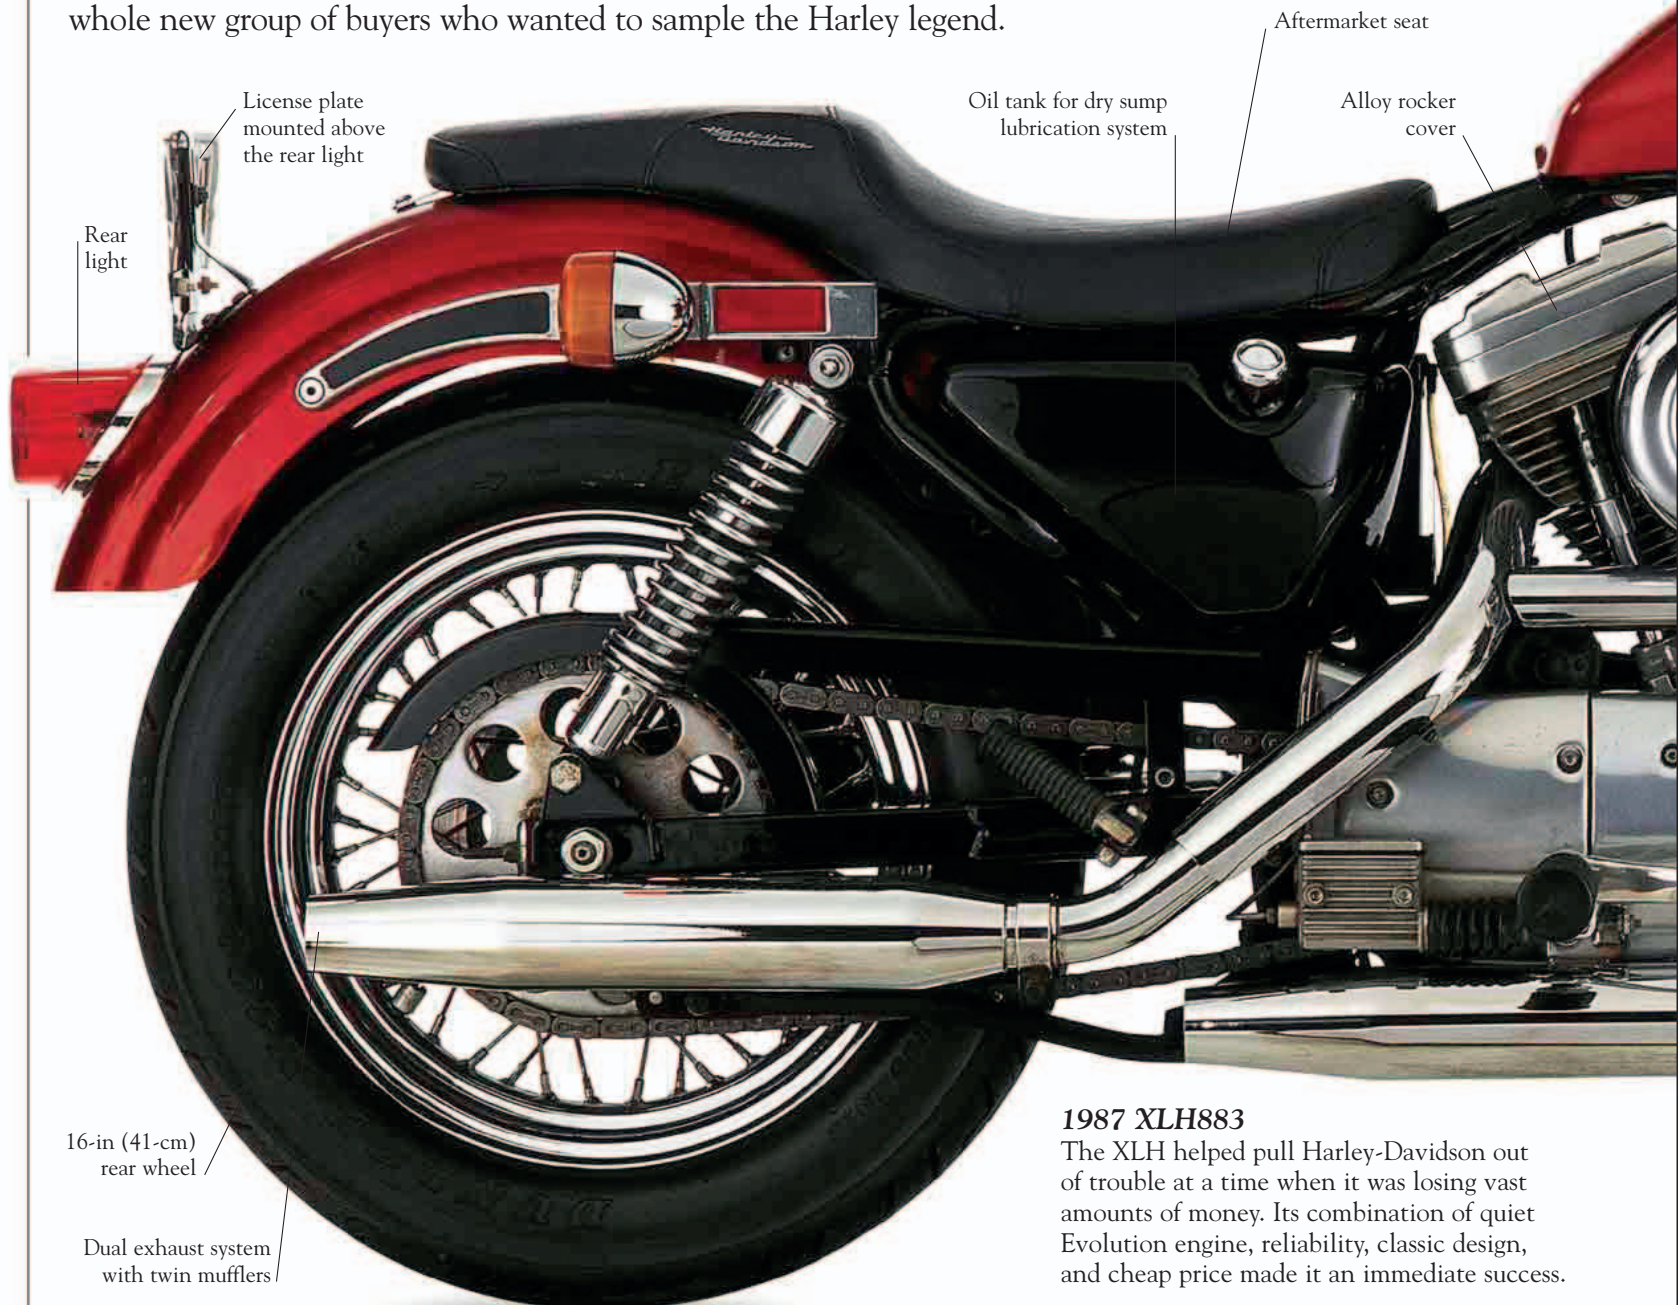 whole new group of buyers who wanted to sample the Harley legend.
Aftermarket seat
License plate
mounted above
the rear light
Oil tank for dry sump
lubrication system
Alloy rocker
cover
Harley-
Davidson
Rear
light
16-in (41-cm)
rear wheel
Dual exhaust system
with twin mufflers
1987 XLH883
The XLH helped pull Harley-Davidson out
of trouble at a time when it was losing vast
amounts of money. Its combination of quiet
Evolution engine, reliability, classic design,
and cheap price made it an immediate success.